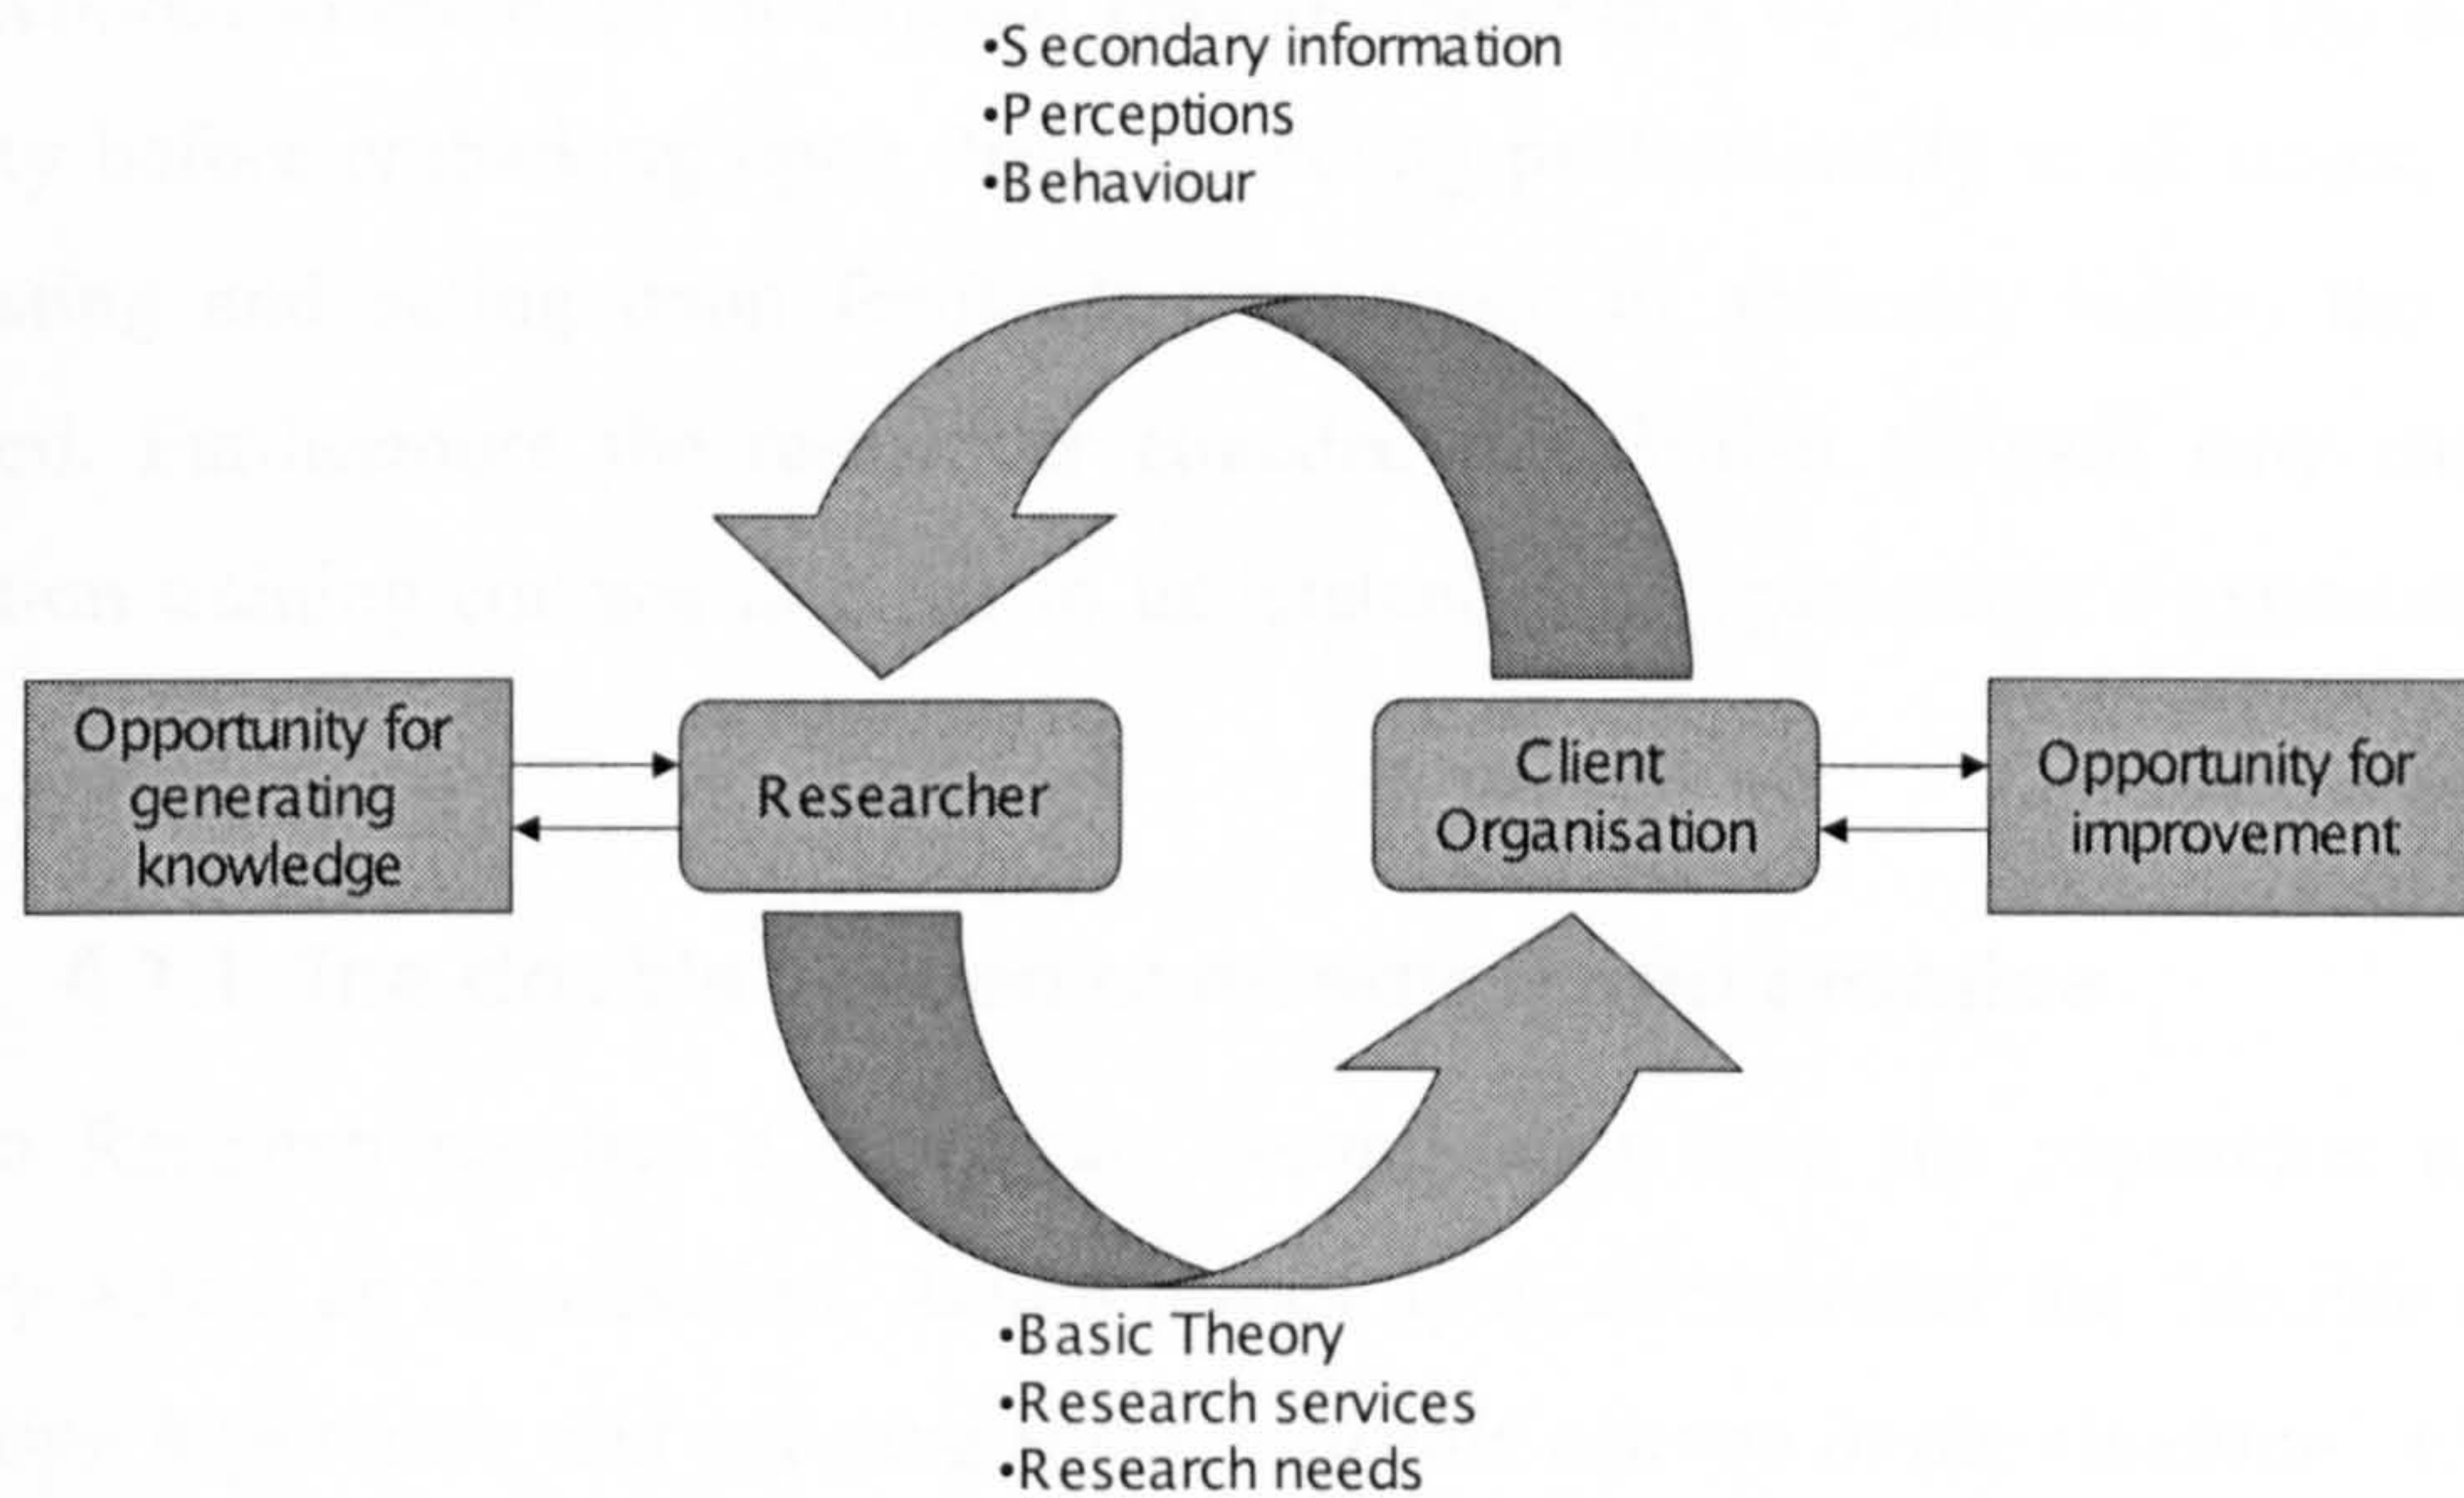 •Secondary information
•Perceptions
•Behaviour
Opportunity for
generating
knowledge
Researcher
Client
Organisation
Opportunity for
improvement
•Basic Theory
•Research services
•Research needs